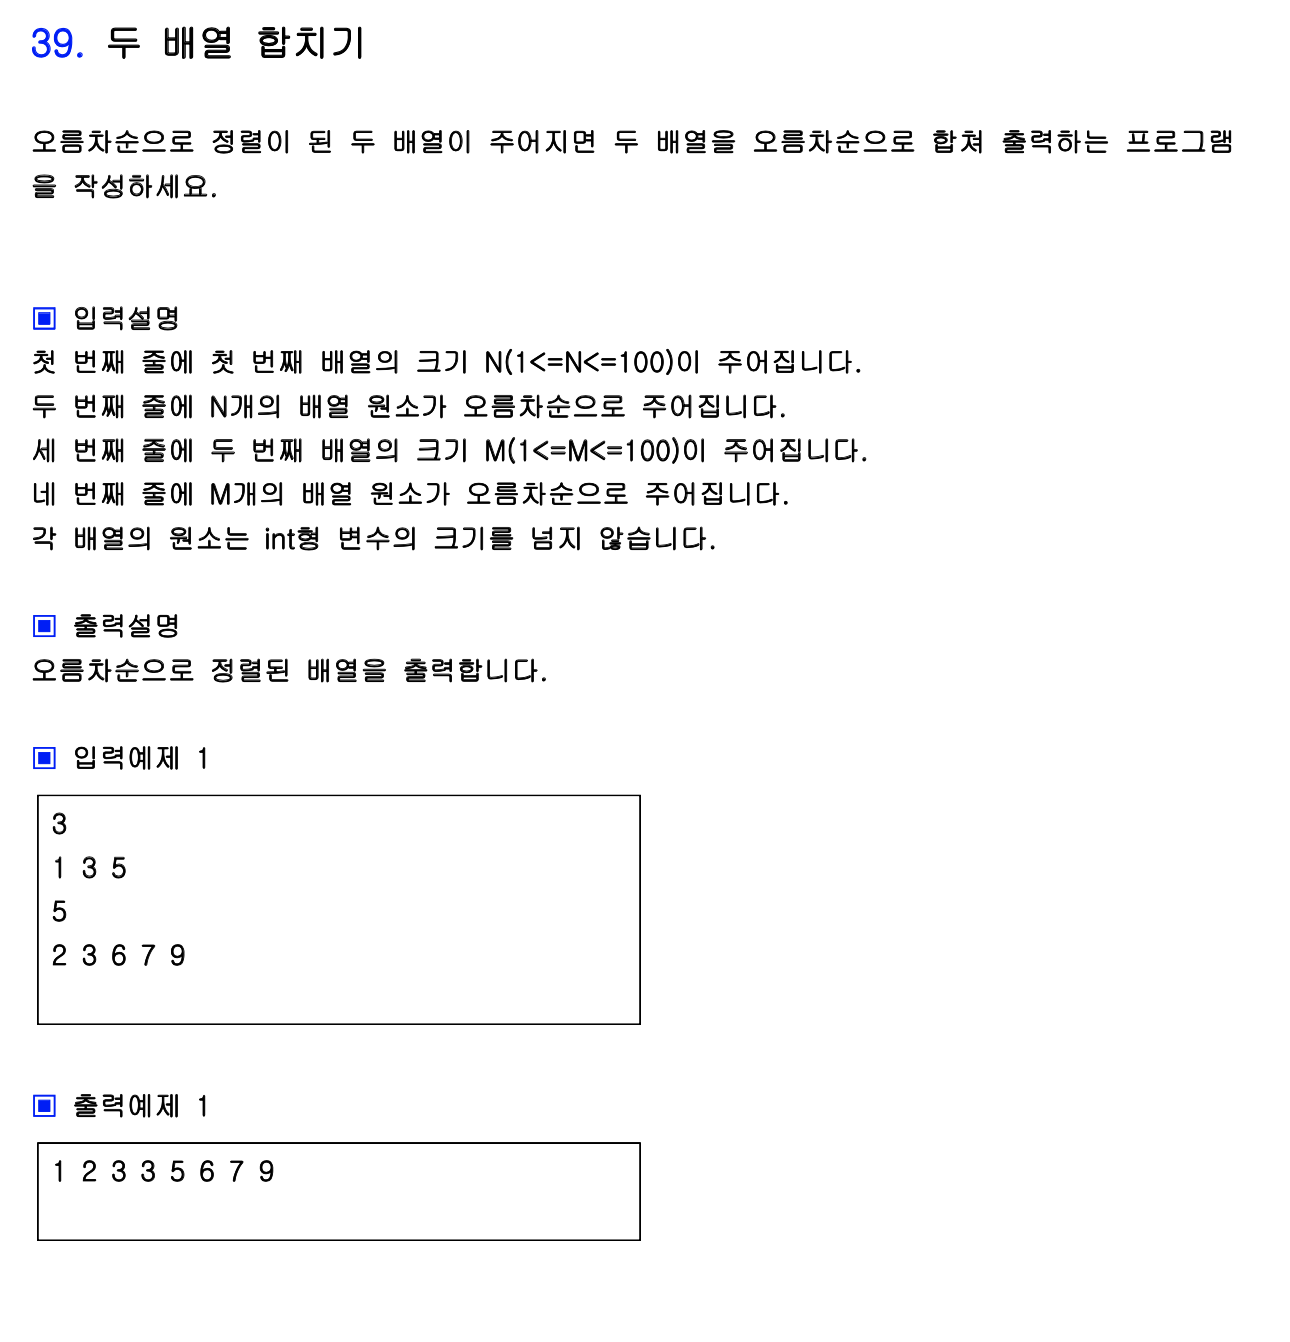 39. 두 배열 합치기
오름차순으로 정렬이 된 두 배열이 주어지면 두 배열을 오름차순으로 합쳐 출력하는 프로그램
을 작성하세요.
▣ 입력설명
첫 번째 줄에 첫 번째 배열의 크기 N(1<=N<=100)이 주어집니다.
두 번째 줄에 N개의 배열 원소가 오름차순으로 주어집니다.
세 번째 줄에 두 번째 배열의 크기 M(1<=M<=100)이 주어집니다.
네 번째 줄에 M개의 배열 원소가 오름차순으로 주어집니다.
각 배열의 원소는 int형 변수의 크기를 넘지 않습니다.
▣ 출력설명
오름차순으로 정렬된 배열을 출력합니다.
▣ 입력예제 1
3
1 3 5
5
2 3 6 7 9
▣ 출력예제 1
1 2 3 3 5 6 7 9